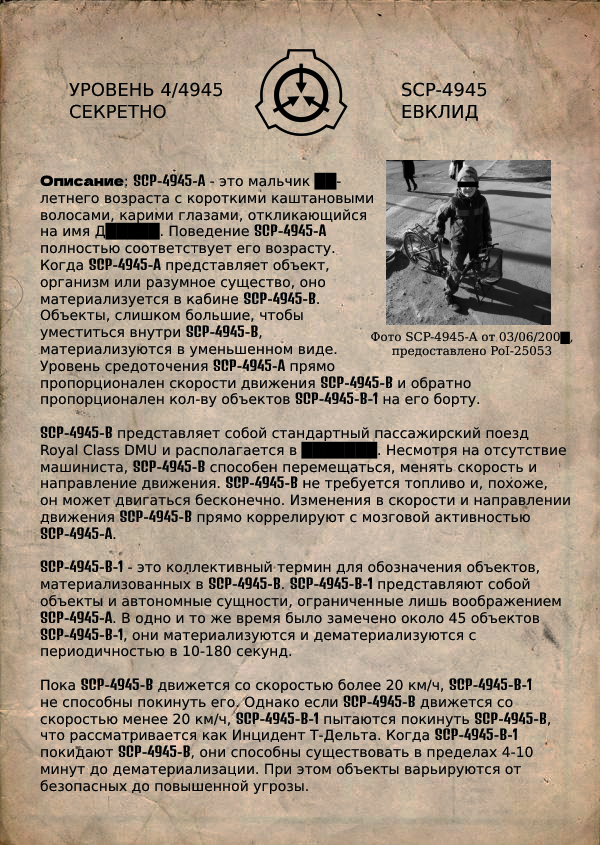 УРОВЕНЬ 4/4945
СЕКРЕТНО
SCP-4945
ЕВКЛИД
Описание: SCP-4945-A - это мальчик ██-
летнего возраста с короткими каштановыми
волосами, карими глазами, откликающийся
на имя Д█████. Поведение SCP-4945-A
полностью соответствует его возрасту.
Когда SCP-4945-A представляет объект,
организм или разумное существо, оно
материализуется в кабине SCP-4945-B.
Объекты, слишком большие, чтобы
уместиться внутри SCP-4945-B,
материализуются в уменьшенном виде.
Уровень средоточения SCP-4945-A прямо
пропорционален скорости движения SCP-4945-B и обратно
пропорционален кол-ву объектов SCP-4945-B-1 на его борту.
Фото SCP-4945-A от 03/06/200█,
предоставлено PoI-25053
SCP-4945-B представляет собой стандартный пассажирский поезд
Royal Class DMU и располагается в ███████. Несмотря на отсутствие
машиниста, SCP-4945-B способен перемещаться, менять скорость и
направление движения. SCP-4945-B не требуется топливо и, похоже,
он может двигаться бесконечно. Изменения в скорости и направлении
движения SCP-4945-B прямо коррелируют с мозговой активностью
SCP-4945-A.
SCP-4945-B-1 - это коллективный термин для обозначения объектов,
материализованных в SCP-4945-B. SCP-4945-B-1 представляют собой
объекты и автономные сущности, ограниченные лишь воображением
SCP-4945-A. В одно и то же время было замечено около 45 объектов
SCP-4945-B-1, они материализуются и дематериализуются с
периодичностью в 10-180 секунд.
Пока SCP-4945-B движется со скоростью более 20 км/ч, SCP-4945-B-1
не способны покинуть его. Однако если SCP-4945-B движется со
скоростью менее 20 км/ч, SCP-4945-B-1 пытаются покинуть SCP-4945-B,
что рассматривается как Инцидент Т-Дельта. Когда SCP-4945-B-1
покидают SCP-4945-B, они способны существовать в пределах 4-10
минут до дематериализации. При этом объекты варьируются от
безопасных до повышенной угрозы.